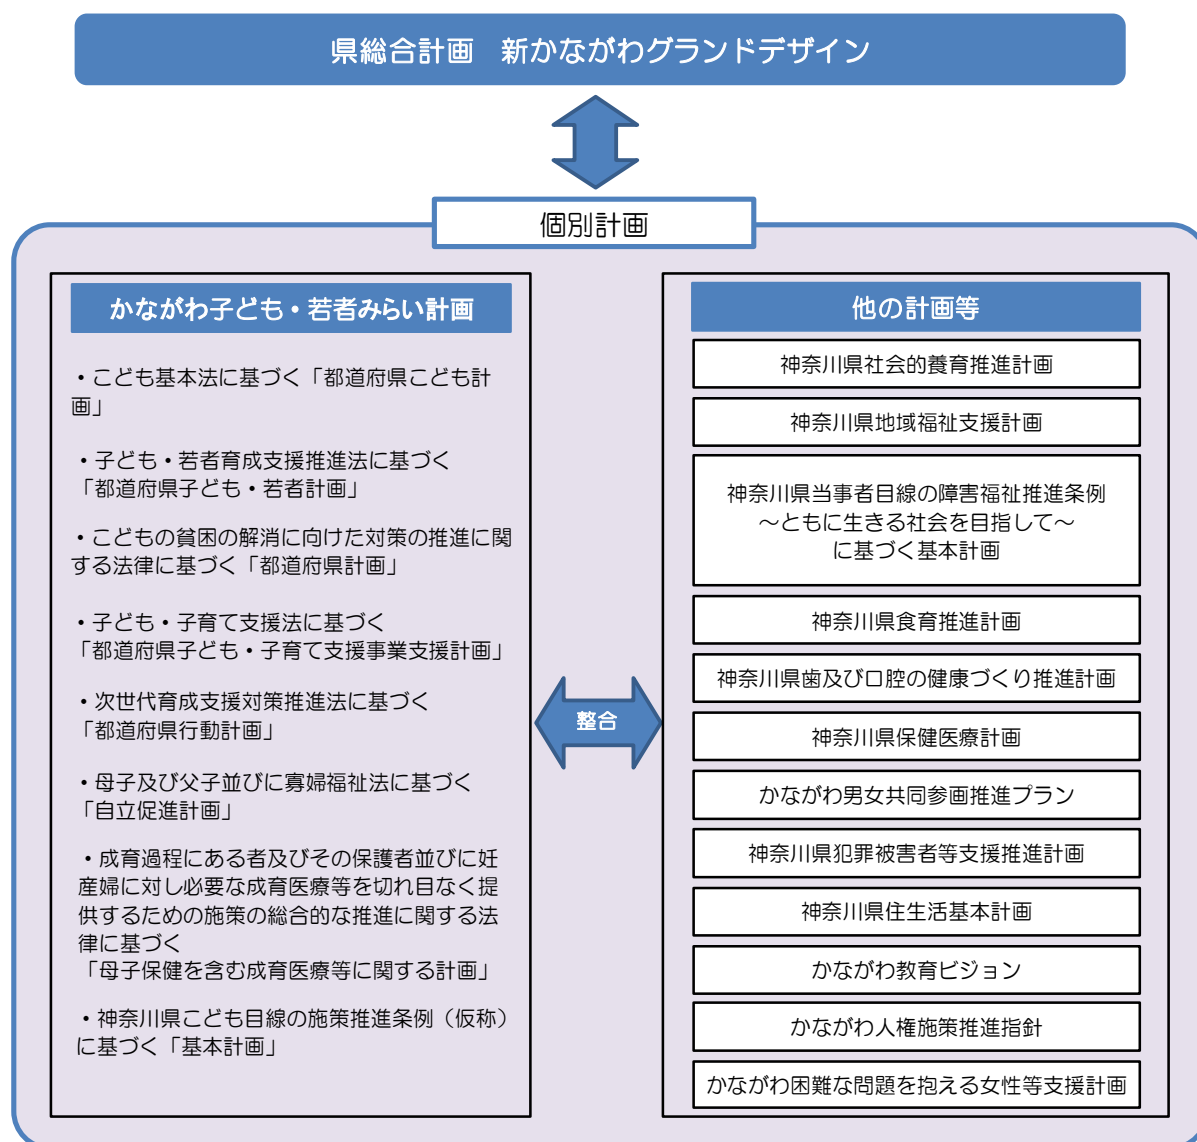 県総合計画　新かながわグランドデザイン
個別計画
かながわ子ども・若者みらい計画
・こども基本法に基づく「都道府県こども計
画」
・子ども・若者育成支援推進法に基づく
「都道府県子ども・若者計画」
・こどもの貧困の解消に向けた対策の推進に関
する法律に基づく「都道府県計画」
・子ども・子育て支援法に基づく
「都道府県子ども・子育て支援事業支援計画」
・次世代育成支援対策推進法に基づく
「都道府県行動計画」
・母子及び父子並びに寡婦福祉法に基づく
「自立促進計画」
・成育過程にある者及びその保護者並びに妊
産婦に対し必要な成育医療等を切れ目なく提
供するための施策の総合的な推進に関する法
律に基づく
「母子保健を含む成育医療等に関する計画」
・神奈川県こども目線の施策推進条例（仮称）
に基づく「基本計画」
整合
他の計画等
神奈川県社会的養育推進計画
神奈川県地域福祉支援計画
神奈川県当事者目線の障害福祉推進条例
～ともに生きる社会を目指して～
に基づく基本計画
神奈川県食育推進計画
神奈川県歯及び口腔の健康づくり推進計画
神奈川県保健医療計画
かながわ男女共同参画推進プラン
神奈川県犯罪被害者等支援推進計画
神奈川県住生活基本計画
かながわ教育ビジョン
かながわ人権施策推進指針
かながわ困難な問題を抱える女性等支援計画